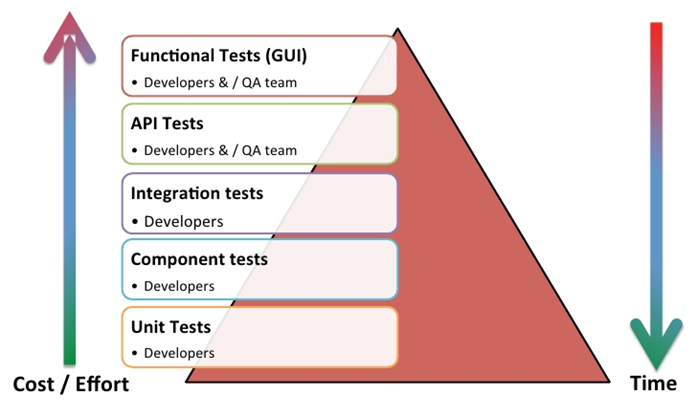 Functional Tests (GUI)
• Developers & / QA team
API Tests
• Developers & / QA team
Integration tests
• Developers
Component tests
• Developers
Unit Tests
• Developers
Cost / Effort
Time